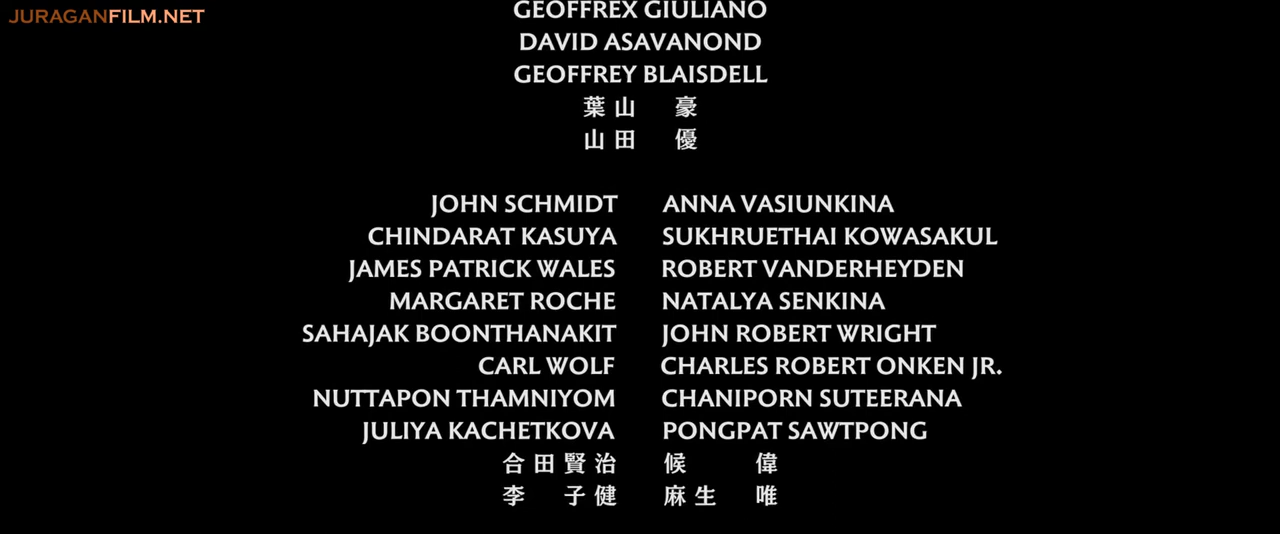 JURAGANFILM.NET
GEOFFREX GIULIANO
DAVID ASAVANOND
GEOFFREY BLAISDELL
葉山 豪
山田 優
JOHN SCHMIDT ANNA VASIUNKINA
CHINDARAT KASUYA SUKHRUETHAI KOWASAKUL
JAMES PATRICK WALES ROBERT VANDERHEYDEN
MARGARET ROCHE NATALYA SENKINA
SAHAJAK BOONTHANAKIT JOHN ROBERT WRIGHT
CARL WOLF CHARLES ROBERT ONKEN JR.
NUTTAPON THAMNIYOM CHANIPORN SUTEERANA
JULIYA KACHETKOVA PONGPAT SAWTPONG
合田賢治 候 偉
李 子健 麻生 唯